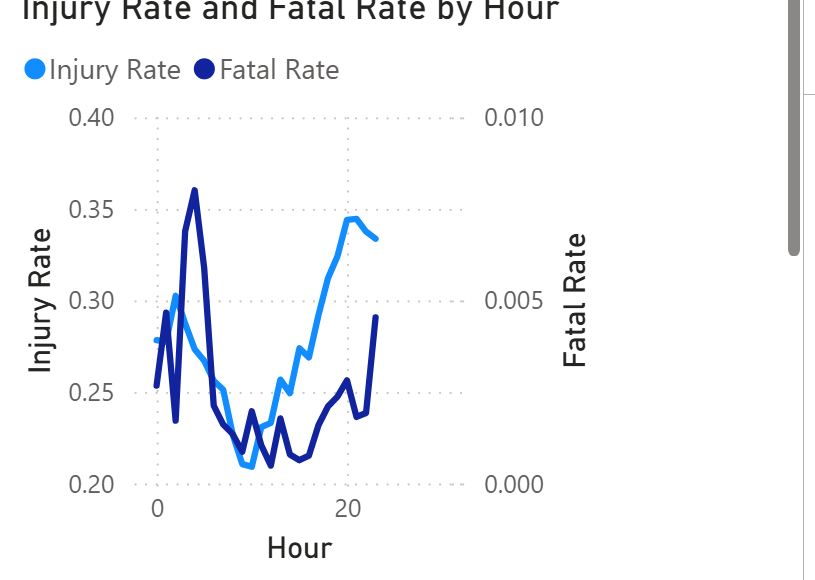 Injury Rate and Fatal Rate by Hour
Injury Rate Fatal Rate
0.40 0.010
0.35
0.30 0.005
0.25
0.20 0.000
Injury Rate
Fatal Rate
0 20
Hour